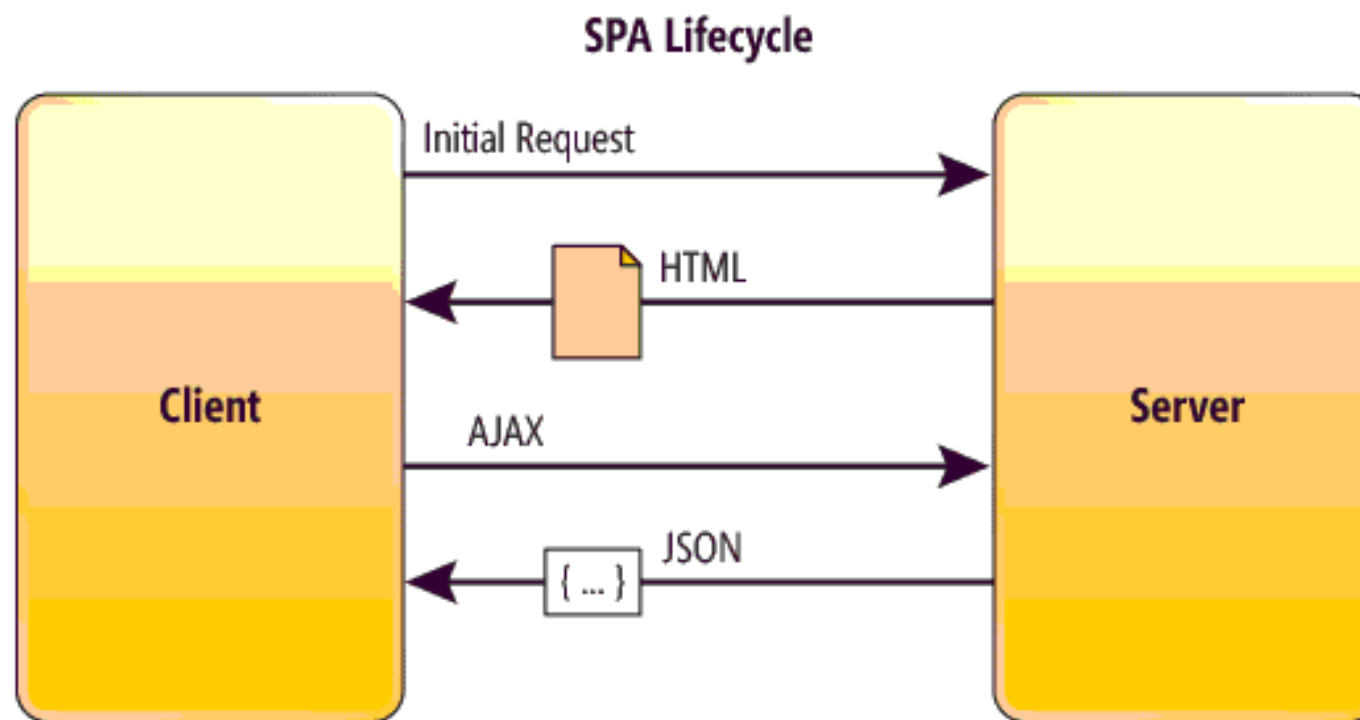 SPA Lifecycle
Initial Request
HTML
Client
Server
AJAX
JSON
{ ... }